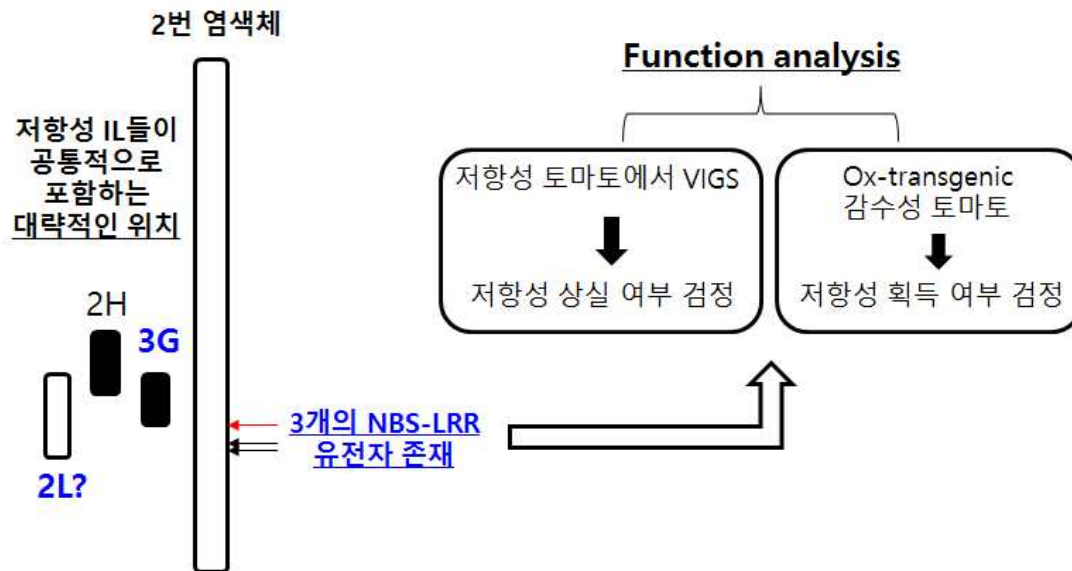 2번 염색체
저항성 IL들이
공통적으로
포함하는
대략적인 위치
2H
3G
2L?
3개의 NBS-LRR
유전자 존재
Function analysis
저항성 토마토에서 VIGS
저항성 상실 여부 검정
Ox-transgenic
감수성 토마토
저항성 획득 여부 검정